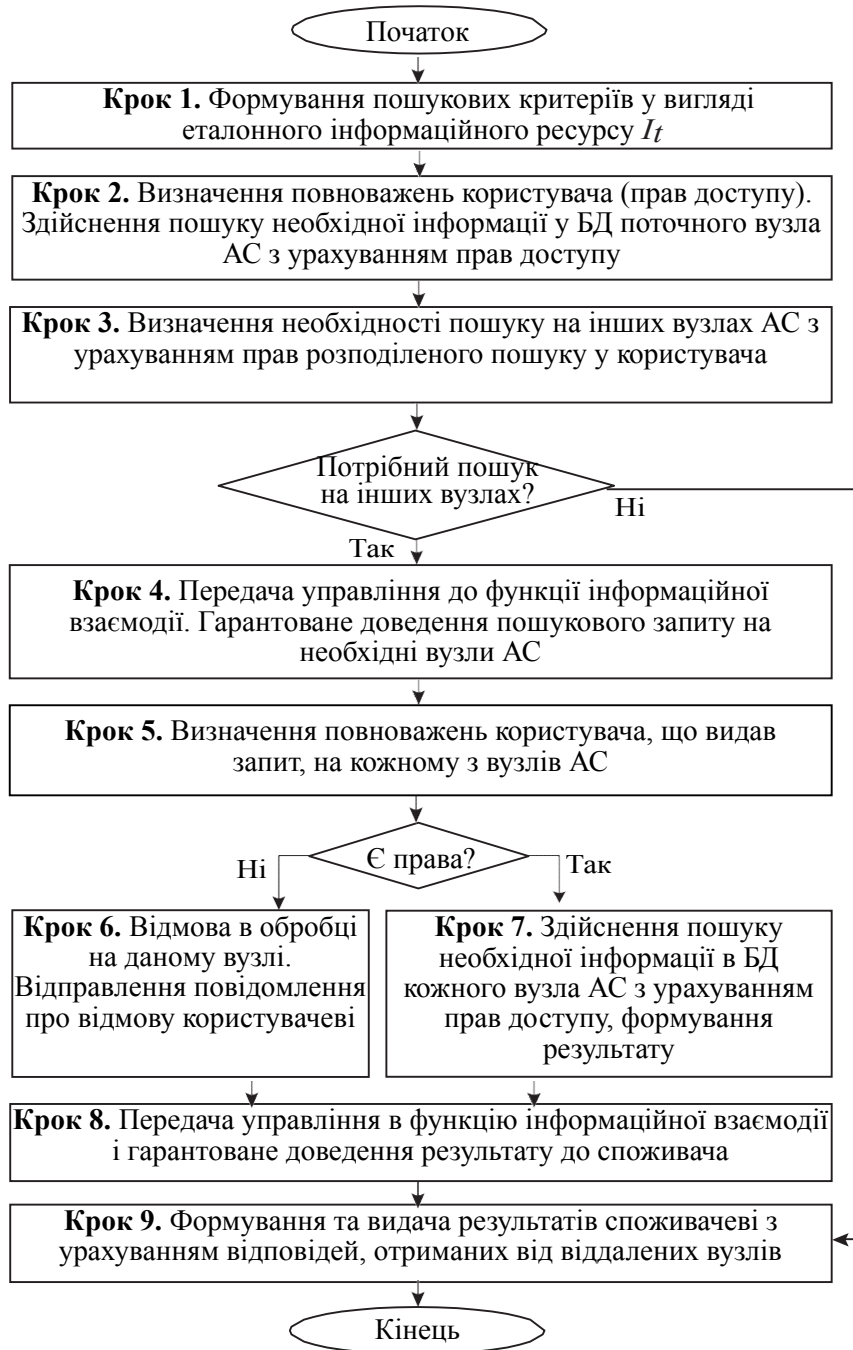 Початок
Крок 1. Формування пошукових критеріїв у вигляді
еталонного інформаційного ресурсу It
Крок 2. Визначення повноважень користувача (прав доступу).
Здійснення пошуку необхідної інформації у БД поточного вузла
АС з урахуванням прав доступу
Крок 3. Визначення необхідності пошуку на інших вузлах АС з
урахуванням прав розподіленого пошуку у користувача
Потрібний пошук
на інших вузлах?
Ні
Так
Крок 4. Передача управління до функції інформаційної
взаємодії. Гарантоване доведення пошукового запиту на
необхідні вузли АС
Крок 5. Визначення повноважень користувача, що видав
запит, на кожному з вузлів АС
Є права?
Ні
Так
Крок 6. Відмова в обробці
на даному вузлі.
Відправлення повідомлення
про відмову користувачеві
Крок 7. Здійснення пошуку
необхідної інформації в БД
кожного вузла АС з урахуванням
прав доступу, формування
результату
Крок 8. Передача управління в функцію інформаційної взаємодії
і гарантоване доведення результату до споживача
Крок 9. Формування та видача результатів споживачеві з
урахуванням відповідей, отриманих від віддалених вузлів
Кінець